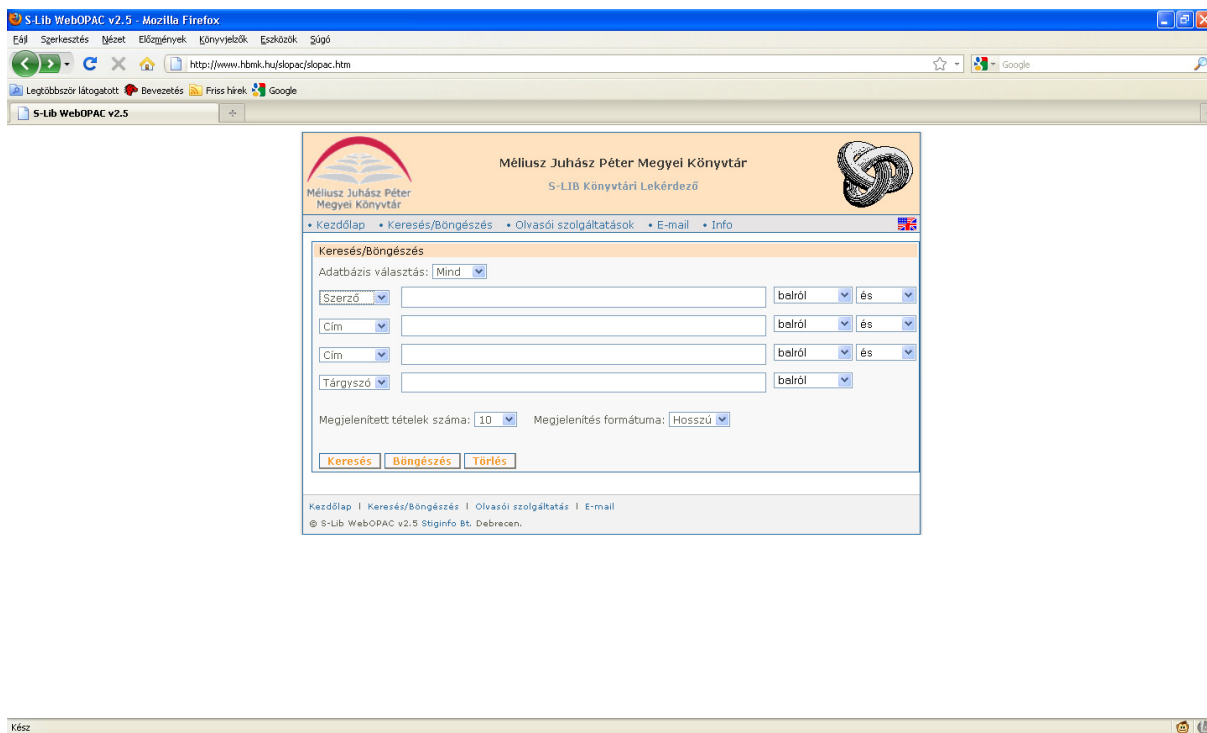 S-Lib WebOPAC v2.5 - Mozilla Firefox
Fájl Szerkesztés Nézet Előzmények Könyvjelzők Eszközök Súgó
http://www.hbmk.hu/slopac/slopac.htm Google
Legtöbbször látogatott Bevezetés Friss hírek Google
S-Lib WebOPAC v2.5
Méliusz Juhász Péter
Megyei Könyvtár
Méliusz Juhász Péter Megyei Könyvtár
S-LIB Könyvtári Lekérdező
• Kezdőlap • Keresés/Böngészés • Olvasói szolgáltatások • E-mail • Info
Keresés/Böngészés
Adatbázis választás: Mind
Szerző balról és
Cím balról és
Cím balról és
Tárgyszó balról
Megjelenített tételek száma: 10 Megjelenítés formátuma: Hosszú
Keresés Böngészés Törlés
Kezdőlap | Keresés/Böngészés | Olvasói szolgáltatás | E-mail
© S-Lib WebOPAC v2.5 Stiginfo Bt. Debrecen.
Kész